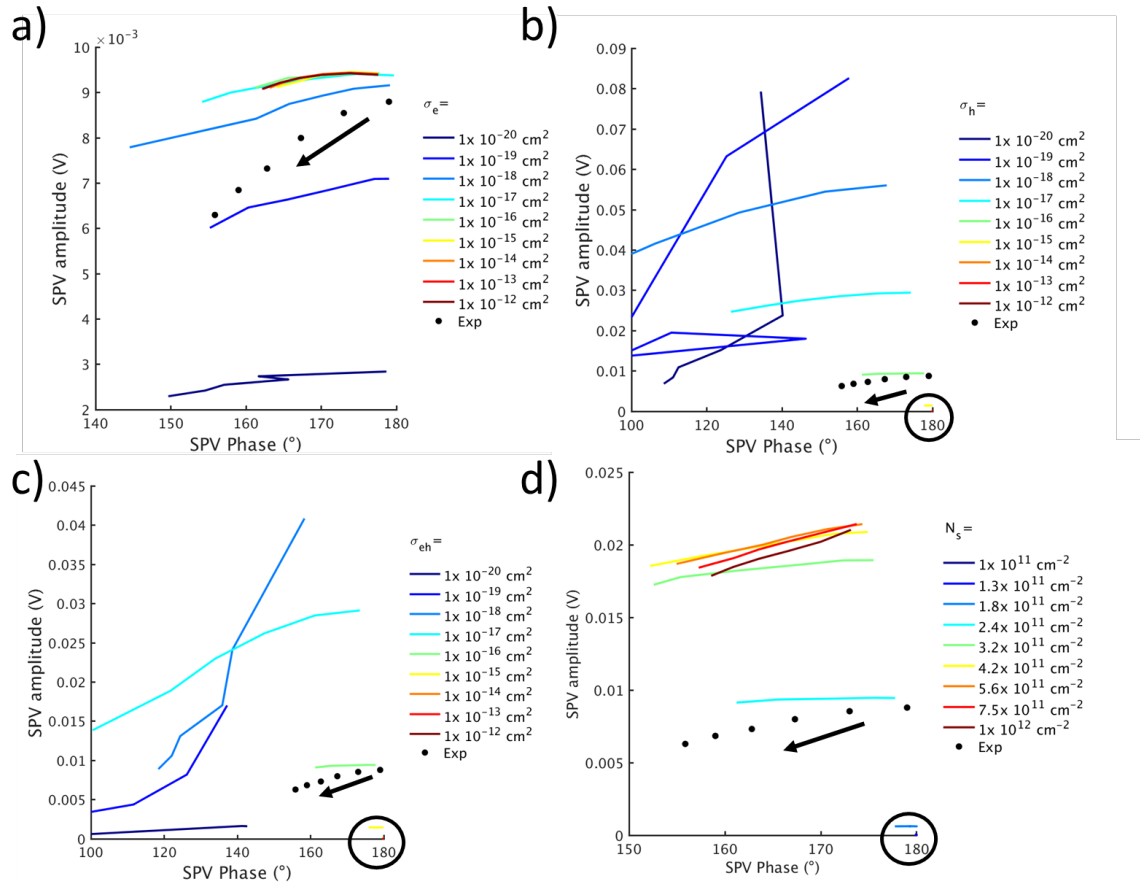 a)
×10⁻³
10
9
8
7
6
5
4
3
2
140 150 160 170 180
SPV Phase (°)
SPV amplitude (V)
σₑ=
1x 10⁻²⁰ cm²
1x 10⁻¹⁹ cm²
1x 10⁻¹⁸ cm²
1x 10⁻¹⁷ cm²
1x 10⁻¹⁶ cm²
1x 10⁻¹⁵ cm²
1x 10⁻¹⁴ cm²
1x 10⁻¹³ cm²
1x 10⁻¹² cm²
Exp
b)
0.09
0.08
0.07
0.06
0.05
0.04
0.03
0.02
0.01
0
100 120 140 160 180
SPV Phase (°)
SPV amplitude (V)
σₕ=
1x 10⁻²⁰ cm²
1x 10⁻¹⁹ cm²
1x 10⁻¹⁸ cm²
1x 10⁻¹⁷ cm²
1x 10⁻¹⁶ cm²
1x 10⁻¹⁵ cm²
1x 10⁻¹⁴ cm²
1x 10⁻¹³ cm²
1x 10⁻¹² cm²
Exp
c)
0.045
0.04
0.035
0.03
0.025
0.02
0.015
0.01
0.005
0
100 120 140 160 180
SPV Phase (°)
SPV amplitude (V)
σₑₕ=
1x 10⁻²⁰ cm²
1x 10⁻¹⁹ cm²
1x 10⁻¹⁸ cm²
1x 10⁻¹⁷ cm²
1x 10⁻¹⁶ cm²
1x 10⁻¹⁵ cm²
1x 10⁻¹⁴ cm²
1x 10⁻¹³ cm²
1x 10⁻¹² cm²
Exp
d)
0.025
0.02
0.015
0.01
0.005
0
150 160 170 180
SPV Phase (°)
SPV amplitude (V)
Nₛ=
1x 10¹¹ cm⁻²
1.3x 10¹¹ cm⁻²
1.8x 10¹¹ cm⁻²
2.4x 10¹¹ cm⁻²
3.2x 10¹¹ cm⁻²
4.2x 10¹¹ cm⁻²
5.6x 10¹¹ cm⁻²
7.5x 10¹¹ cm⁻²
1x 10¹² cm⁻²
Exp